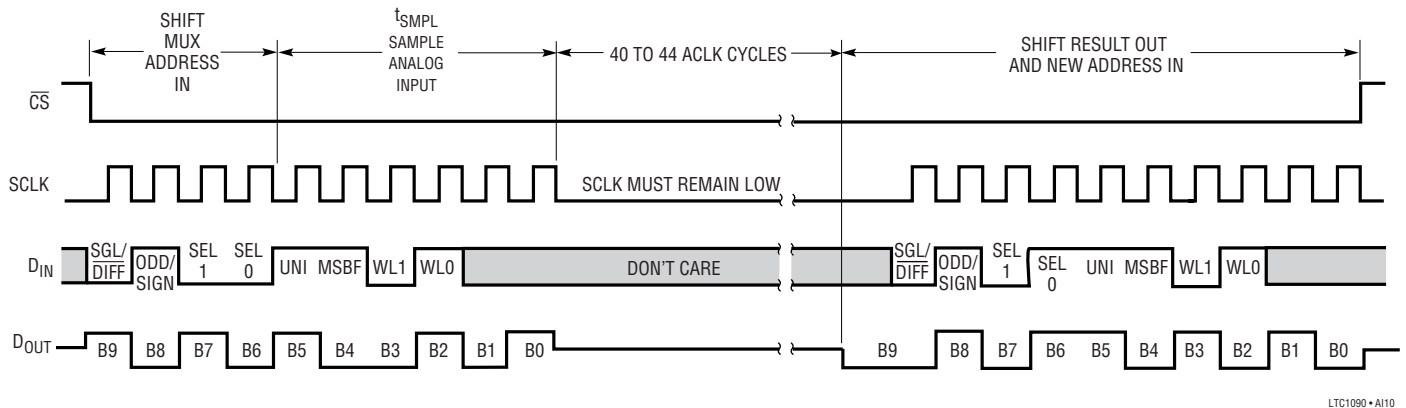 SHIFT
MUX
ADDRESS
IN
tSMPL
SAMPLE
ANALOG
INPUT
40 TO 44 ACLK CYCLES
SHIFT RESULT OUT
AND NEW ADDRESS IN
CS
SCLK
SCLK MUST REMAIN LOW
DIN
SGL/
DIFF
ODD/
SIGN
SEL
1
SEL
0
UNI
MSBF
WL1
WL0
DON'T CARE
SGL/
DIFF
ODD/
SIGN
SEL
1
SEL
0
UNI
MSBF
WL1
WL0
DOUT
B9 B8 B7 B6 B5 B4 B3 B2 B1 B0
B9 B8 B7 B6 B5 B4 B3 B2 B1 B0
LTC1090 • AI10